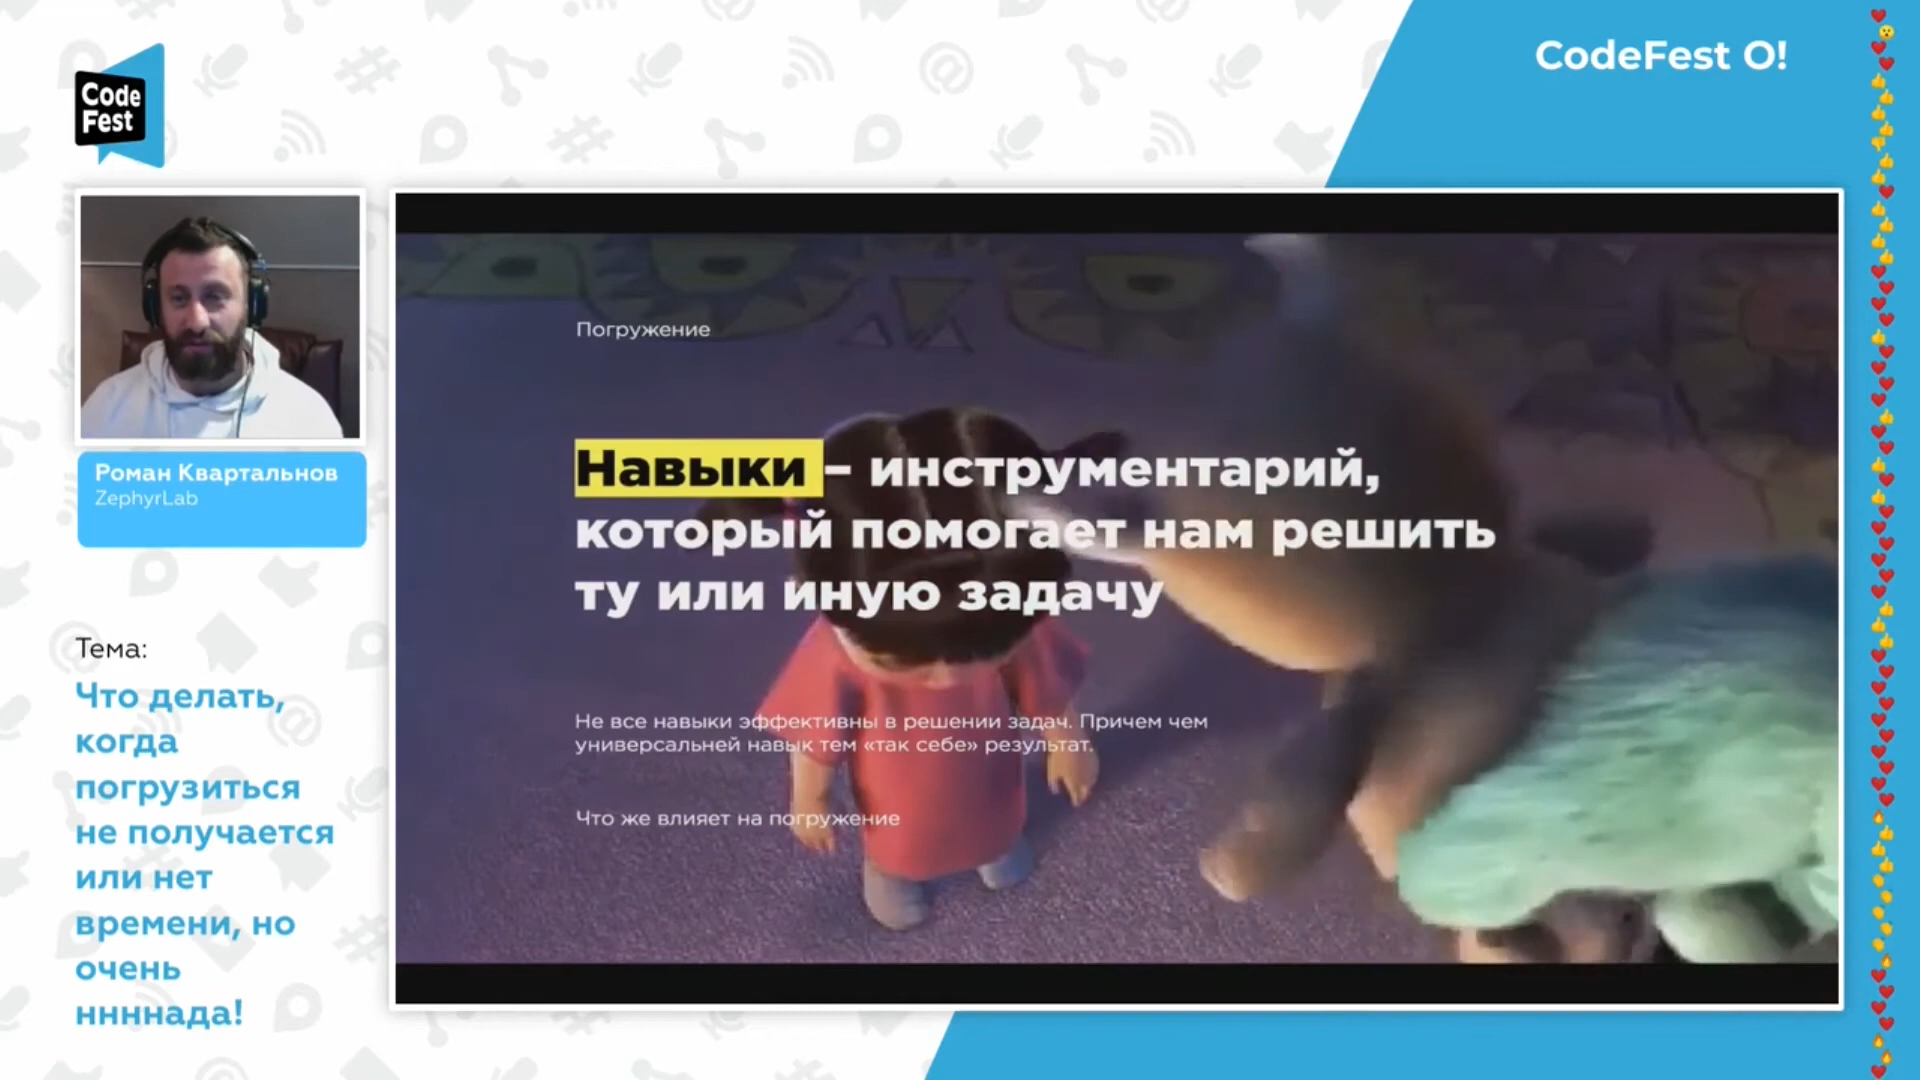 Code
Fest
CodeFest O!
Роман Квартальнов
ZephyrLab
Тема:
Что делать,
когда
погрузиться
не получается
или нет
времени, но
очень
ннннада!
Погружение
Навыки – инструментарий,
который помогает нам решить
ту или иную задачу
Не все навыки эффективны в решении задач. Причем чем
универсальней навык тем «так себе» результат.
Что же влияет на погружение